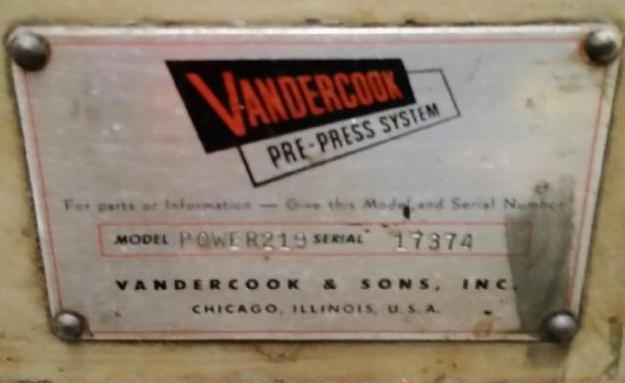 VANDERCOOK
PRE-PRESS SYSTEM
For parts or Information — Give this Model and Serial Number
MODEL POWER219 SERIAL 17374
VANDERCOOK & SONS, INC.
CHICAGO, ILLINOIS, U.S.A.